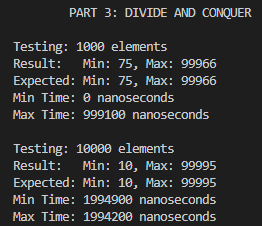 PART 3: DIVIDE AND CONQUER
Testing: 1000 elements
Result: Min: 75, Max: 99966
Expected: Min: 75, Max: 99966
Min Time: 0 nanoseconds
Max Time: 999100 nanoseconds
Testing: 10000 elements
Result: Min: 10, Max: 99995
Expected: Min: 10, Max: 99995
Min Time: 1994900 nanoseconds
Max Time: 1994200 nanoseconds